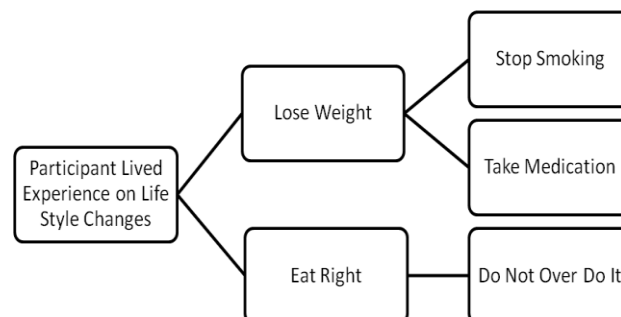 Stop Smoking
Lose Weight
Take Medication
Participant Lived
Experience on Life
Style Changes
Eat Right
Do Not Over Do It